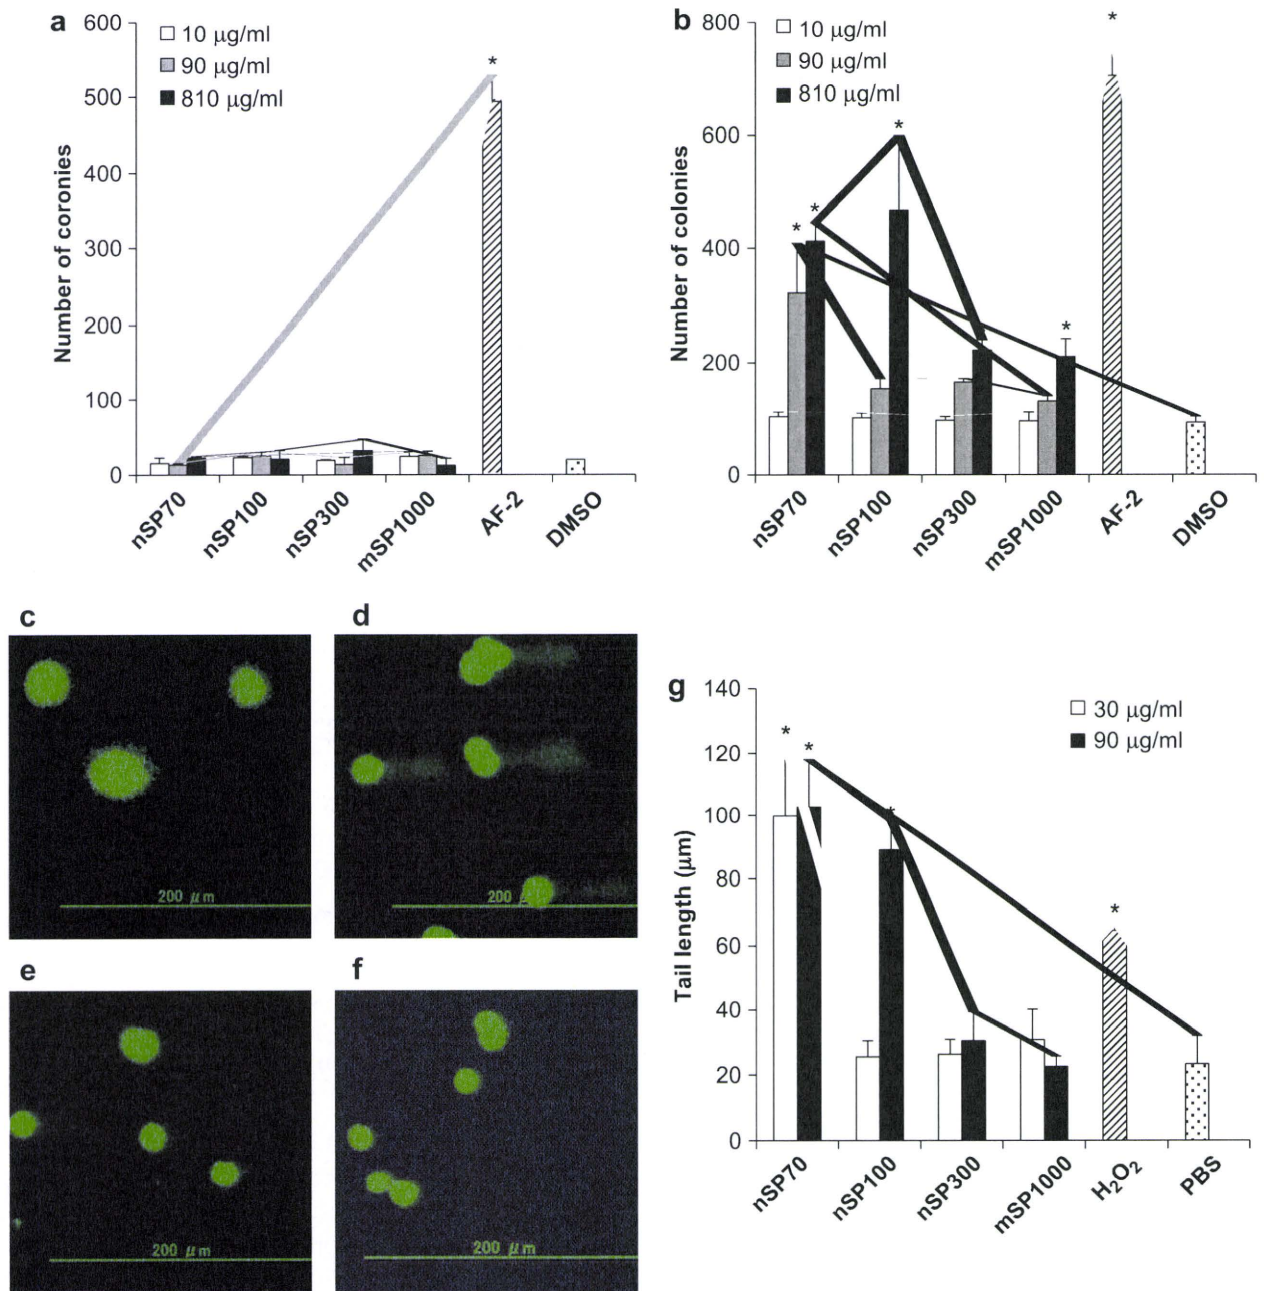 a
600
500
400
300
200
100
0
Number of coronies
10 μg/ml
90 μg/ml
810 μg/ml
*
nSP70
nSP100
nSP300
mSP1000
AF-2
DMSO
b
800
600
400
200
0
Number of colonies
10 μg/ml
90 μg/ml
810 μg/ml
*
*
*
*
*
nSP70
nSP100
nSP300
mSP1000
AF-2
DMSO
c
200 μm
d
200 μ
e
200 μm
f
200 μm
g
140
120
100
80
60
40
20
0
Tail length (μm)
30 μg/ml
90 μg/ml
*
*
*
*
nSP70
nSP100
nSP300
mSP1000
H₂O₂
PBS